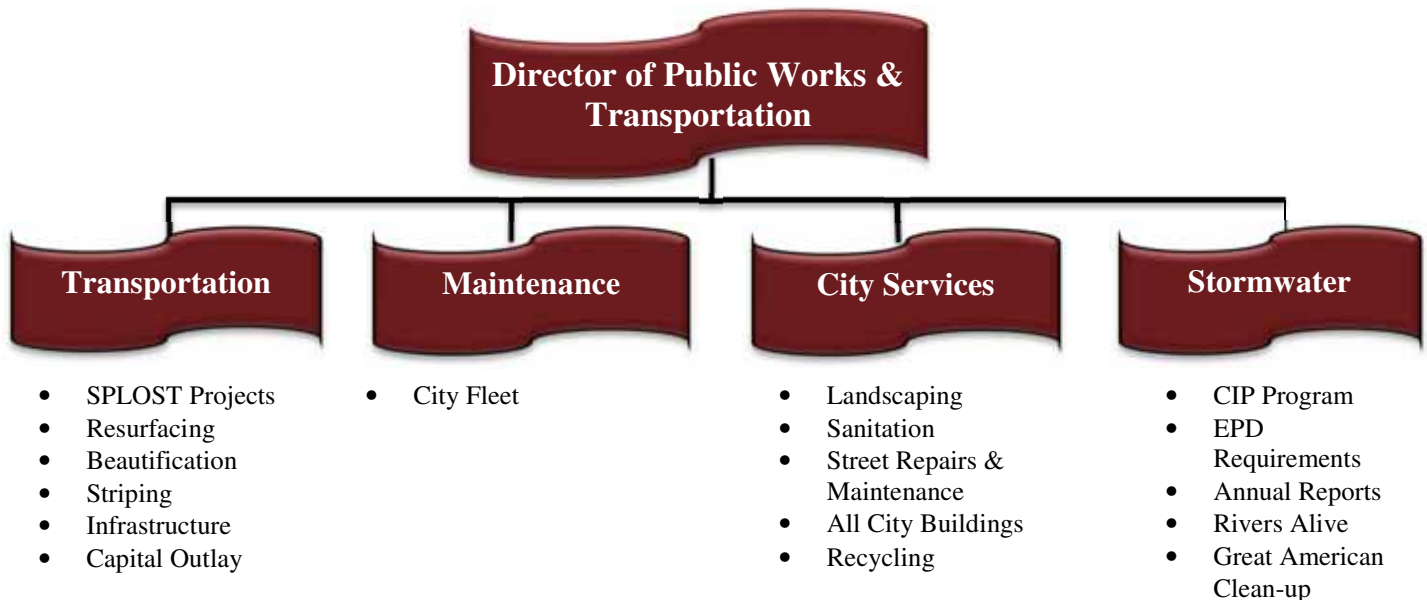 Director of Public Works &
Transportation
Transportation
Maintenance
City Services
Stormwater
• SPLOST Projects
• Resurfacing
• Beautification
• Striping
• Infrastructure
• Capital Outlay
• City Fleet
• Landscaping
• Sanitation
• Street Repairs &
Maintenance
• All City Buildings
• Recycling
• CIP Program
• EPD
Requirements
• Annual Reports
• Rivers Alive
• Great American
Clean-up